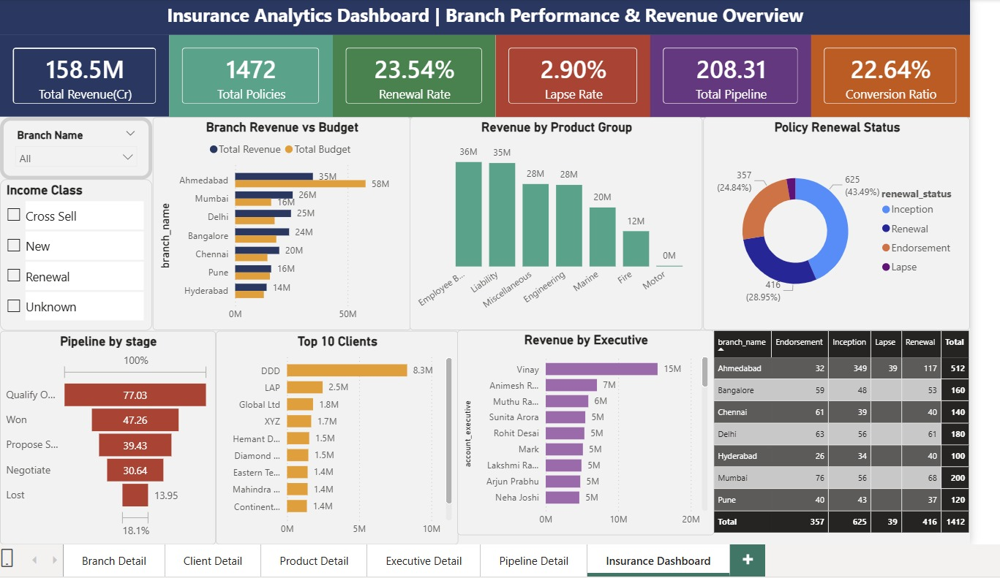 Insurance Analytics Dashboard | Branch Performance & Revenue Overview
158.5M
Total Revenue(Cr)
1472
Total Policies
23.54%
Renewal Rate
2.90%
Lapse Rate
208.31
Total Pipeline
22.64%
Conversion Ratio
Branch Name
All
Income Class
Cross Sell
New
Renewal
Unknown
Branch Revenue vs Budget
Total Revenue Total Budget
branch_name
Ahmedabad 35M 58M
Mumbai 26M 16M
Delhi 25M
Bangalore 24M
Chennai 20M
Pune 16M
Hyderabad 14M
0M 50M
Revenue by Product Group
36M 35M 28M 28M 20M 12M 0M
Employee B... Liability Miscellaneous Engineering Marine Fire Motor
Policy Renewal Status
357
(24.84%)
625
(43.49%)
416
(28.95%)
renewal_status
Inception
Renewal
Endorsement
Lapse
Pipeline by stage
100%
Qualify O... 77.03
Won 47.26
Propose S... 39.43
Negotiate 30.64
Lost 13.95
18.1%
Top 10 Clients
DDD 8.3M
LAP 2.5M
Global Ltd 1.8M
XYZ 1.7M
Hemant D... 1.5M
Diamond ... 1.5M
Eastern Te... 1.4M
Mahindra ... 1.4M
Continent... 1.4M
0M 5M 10M
Revenue by Executive
account_executive
Vinay 15M
Animesh R... 7M
Muthu Ra... 6M
Sunita Arora 5M
Rohit Desai 5M
Mark 5M
Lakshmi Ra... 5M
Arjun Prabhu 5M
Neha Joshi 5M
0M 10M 20M
branch_name Endorsement Inception Lapse Renewal Total
Ahmedabad 32 349 39 117 512
Bangalore 59 48 53 160
Chennai 61 39 40 140
Delhi 63 56 61 180
Hyderabad 26 34 40 100
Mumbai 76 56 68 200
Pune 40 43 37 120
Total 357 625 39 416 1412
Branch Detail Client Detail Product Detail Executive Detail Pipeline Detail Insurance Dashboard +